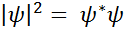 |ψ|² = ψ*ψ